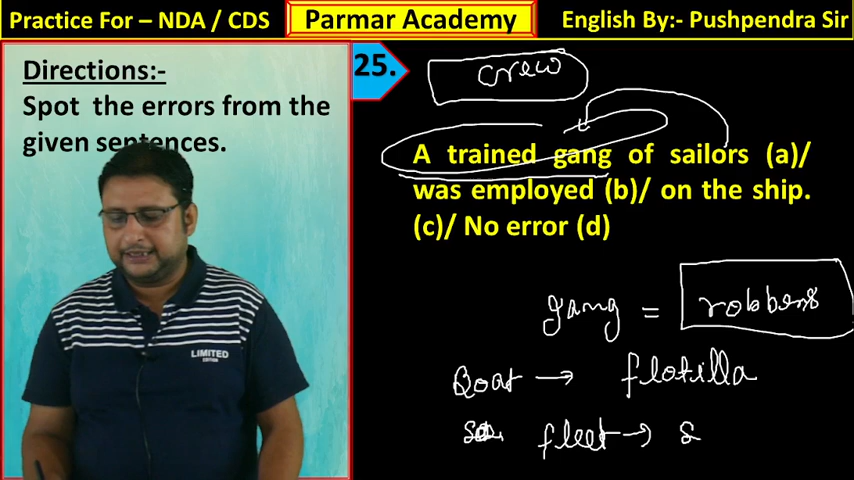 Practice For – NDA / CDS
Parmar Academy
English By:- Pushpendra Sir
Directions:-
Spot the errors from the
given sentences.
25.
crew
A trained gang of sailors (a)/
was employed (b)/ on the ship.
(c)/ No error (d)
gang = robbers
Boat → flotilla
fleet → s
LIMITED
EDITION